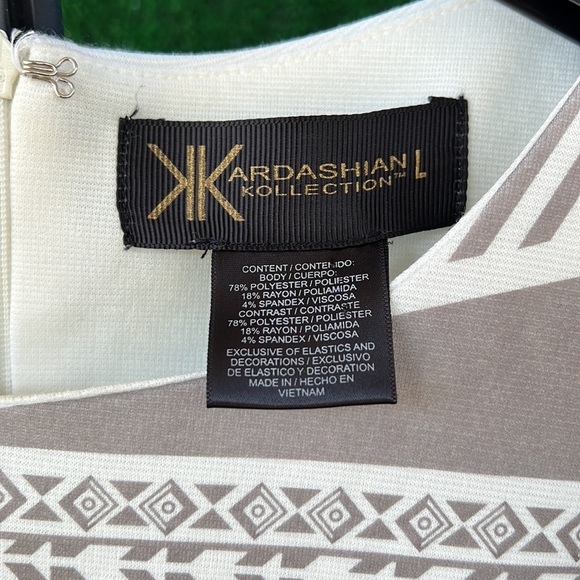 KARDASHIAN L
KOLLECTION™
CONTENT / CONTENIDO:
BODY / CUERPO:
78% POLYESTER / POLIESTER
18% RAYON / POLIAMIDA
4% SPANDEX / VISCOSA
CONTRAST / CONTRASTE
78% POLYESTER / POLIESTER
18% RAYON / POLIAMIDA
4% SPANDEX / VISCOSA
EXCLUSIVE OF ELASTICS AND
DECORATIONS / EXCLUSIVO
DE ELASTICO Y DECORATION
MADE IN / HECHO EN
VIETNAM